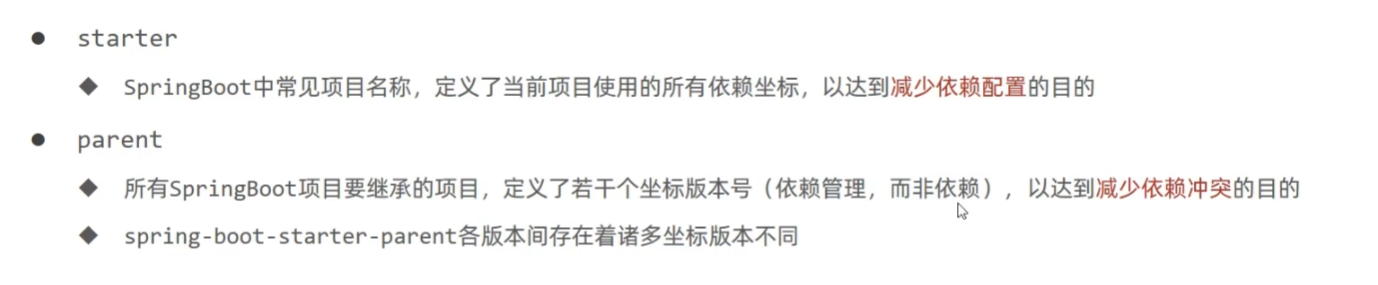 starter
SpringBoot中常见项目名称，定义了当前项目使用的所有依赖坐标，以达到减少依赖配置的目的
parent
所有SpringBoot项目要继承的项目，定义了若干个坐标版本号（依赖管理，而非依赖），以达到减少依赖冲突的目的
spring-boot-starter-parent各版本间存在着诸多坐标版本不同